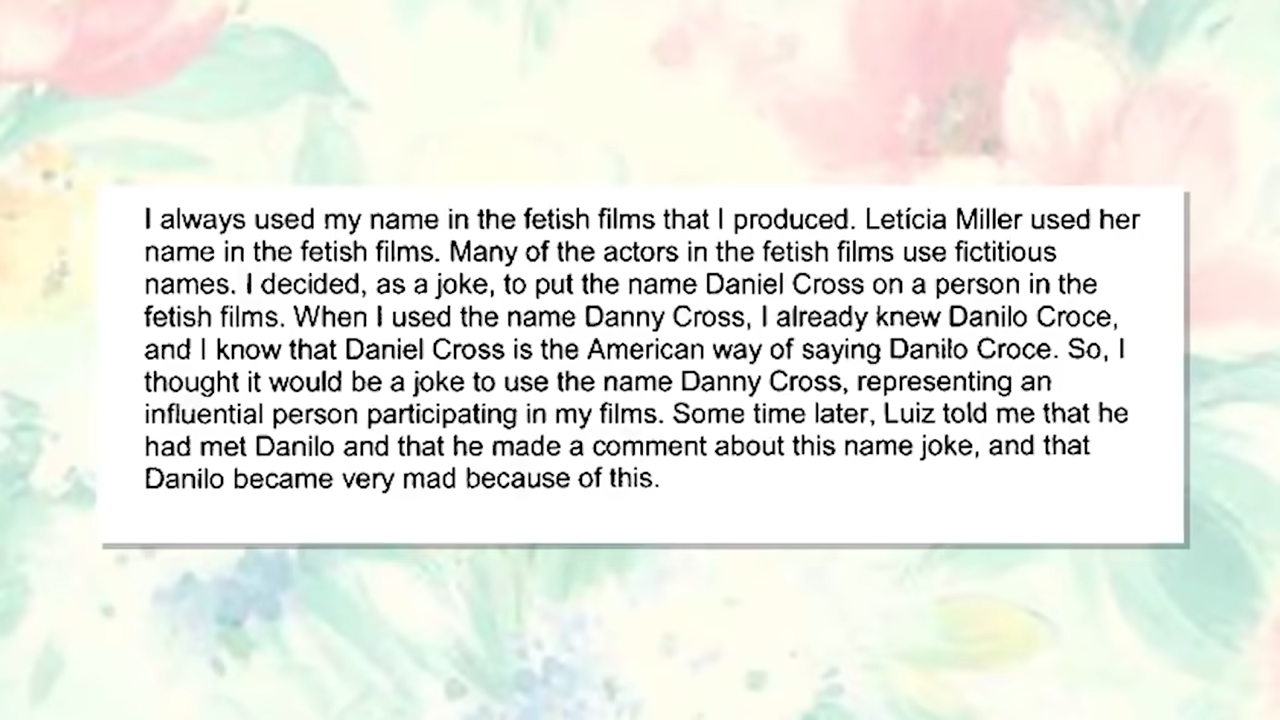 I always used my name in the fetish films that I produced. Letícia Miller used her
name in the fetish films. Many of the actors in the fetish films use fictitious
names. I decided, as a joke, to put the name Daniel Cross on a person in the
fetish films. When I used the name Danny Cross, I already knew Danilo Croce,
and I know that Daniel Cross is the American way of saying Danilo Croce. So, I
thought it would be a joke to use the name Danny Cross, representing an
influential person participating in my films. Some time later, Luiz told me that he
had met Danilo and that he made a comment about this name joke, and that
Danilo became very mad because of this.